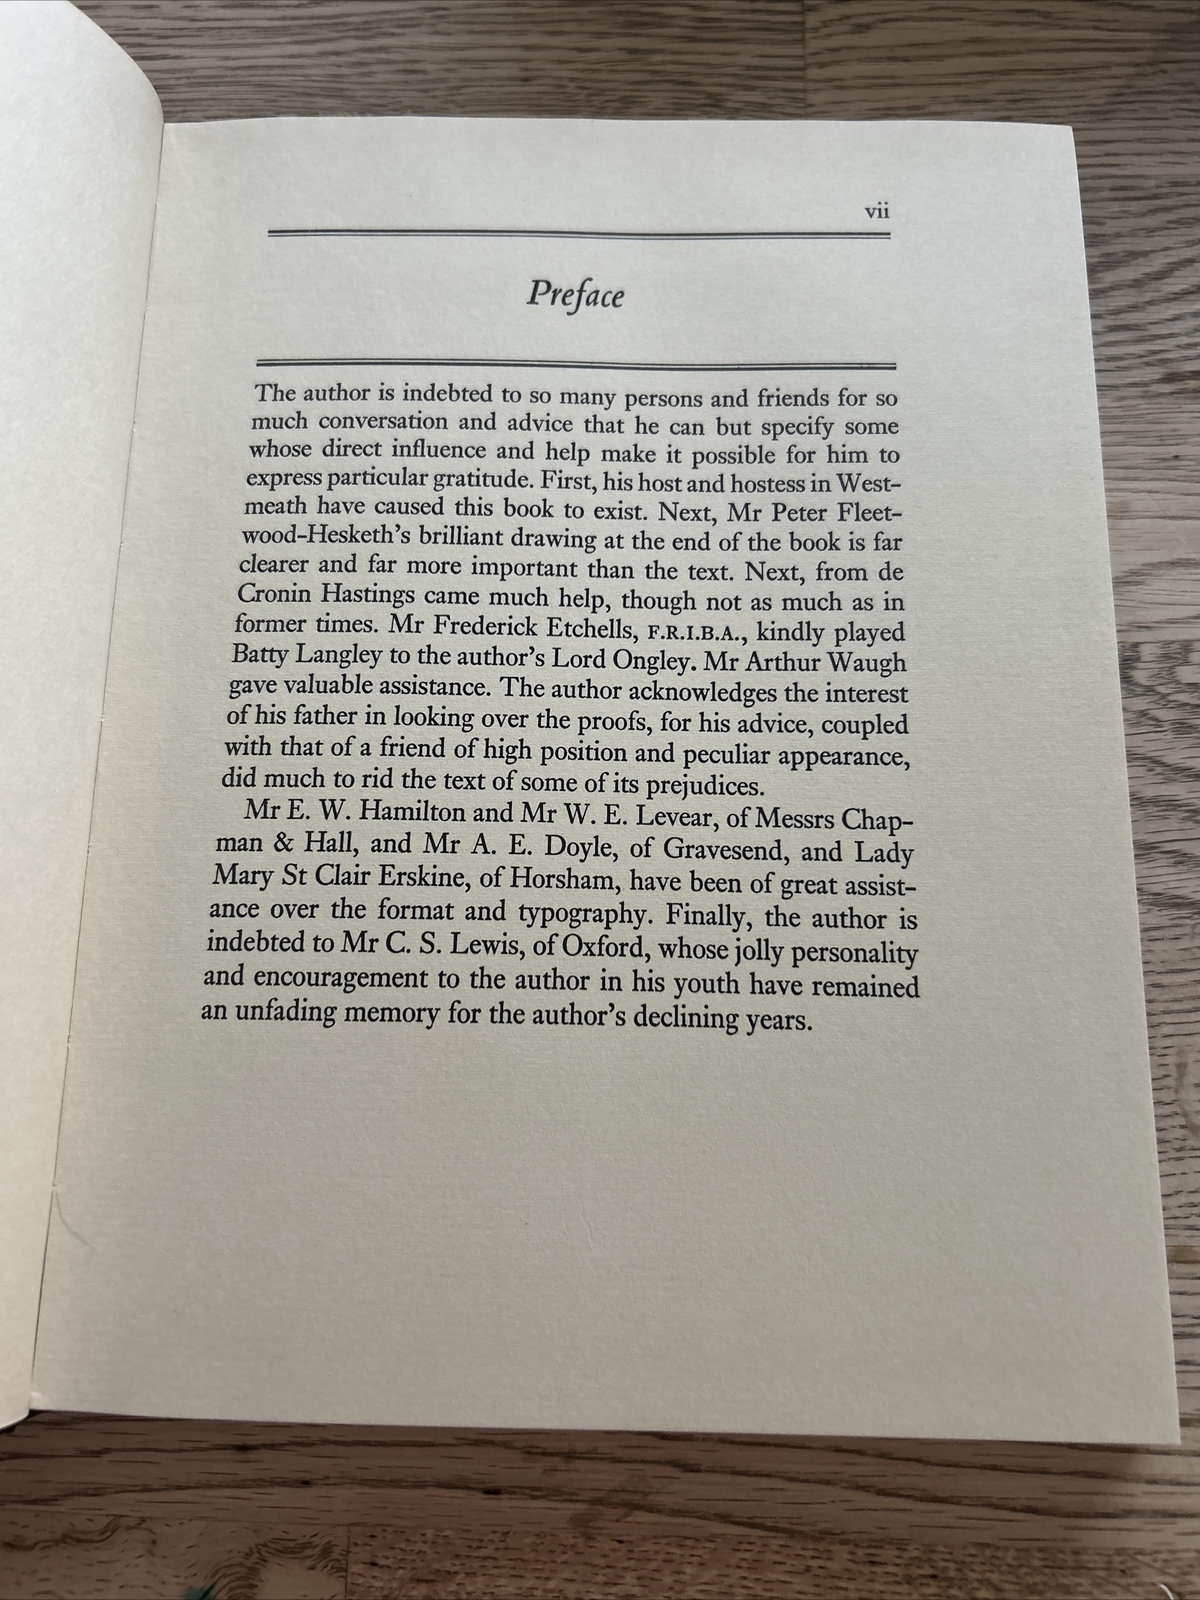 vii
Preface
The author is indebted to so many persons and friends for so
much conversation and advice that he can but specify some
whose direct influence and help make it possible for him to
express particular gratitude. First, his host and hostess in West-
meath have caused this book to exist. Next, Mr Peter Fleet-
wood-Hesketh's brilliant drawing at the end of the book is far
clearer and far more important than the text. Next, from de
Cronin Hastings came much help, though not as much as in
former times. Mr Frederick Etchells, F.R.I.B.A., kindly played
Batty Langley to the author's Lord Ongley. Mr Arthur Waugh
gave valuable assistance. The author acknowledges the interest
of his father in looking over the proofs, for his advice, coupled
with that of a friend of high position and peculiar appearance,
did much to rid the text of some of its prejudices.
Mr E. W. Hamilton and Mr W. E. Levear, of Messrs Chap-
man & Hall, and Mr A. E. Doyle, of Gravesend, and Lady
Mary St Clair Erskine, of Horsham, have been of great assist-
ance over the format and typography. Finally, the author is
indebted to Mr C. S. Lewis, of Oxford, whose jolly personality
and encouragement to the author in his youth have remained
an unfading memory for the author's declining years.